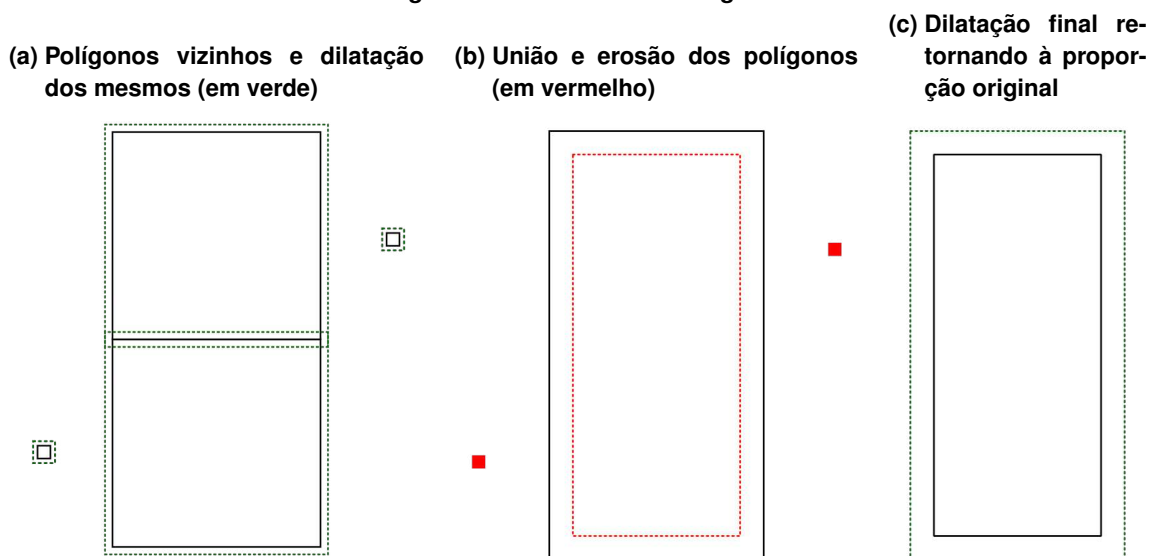 (a) Polígonos vizinhos e dilatação
dos mesmos (em verde)
(b) União e erosão dos polígonos
(em vermelho)
(c) Dilatação final re-
tornando à propor-
ção original